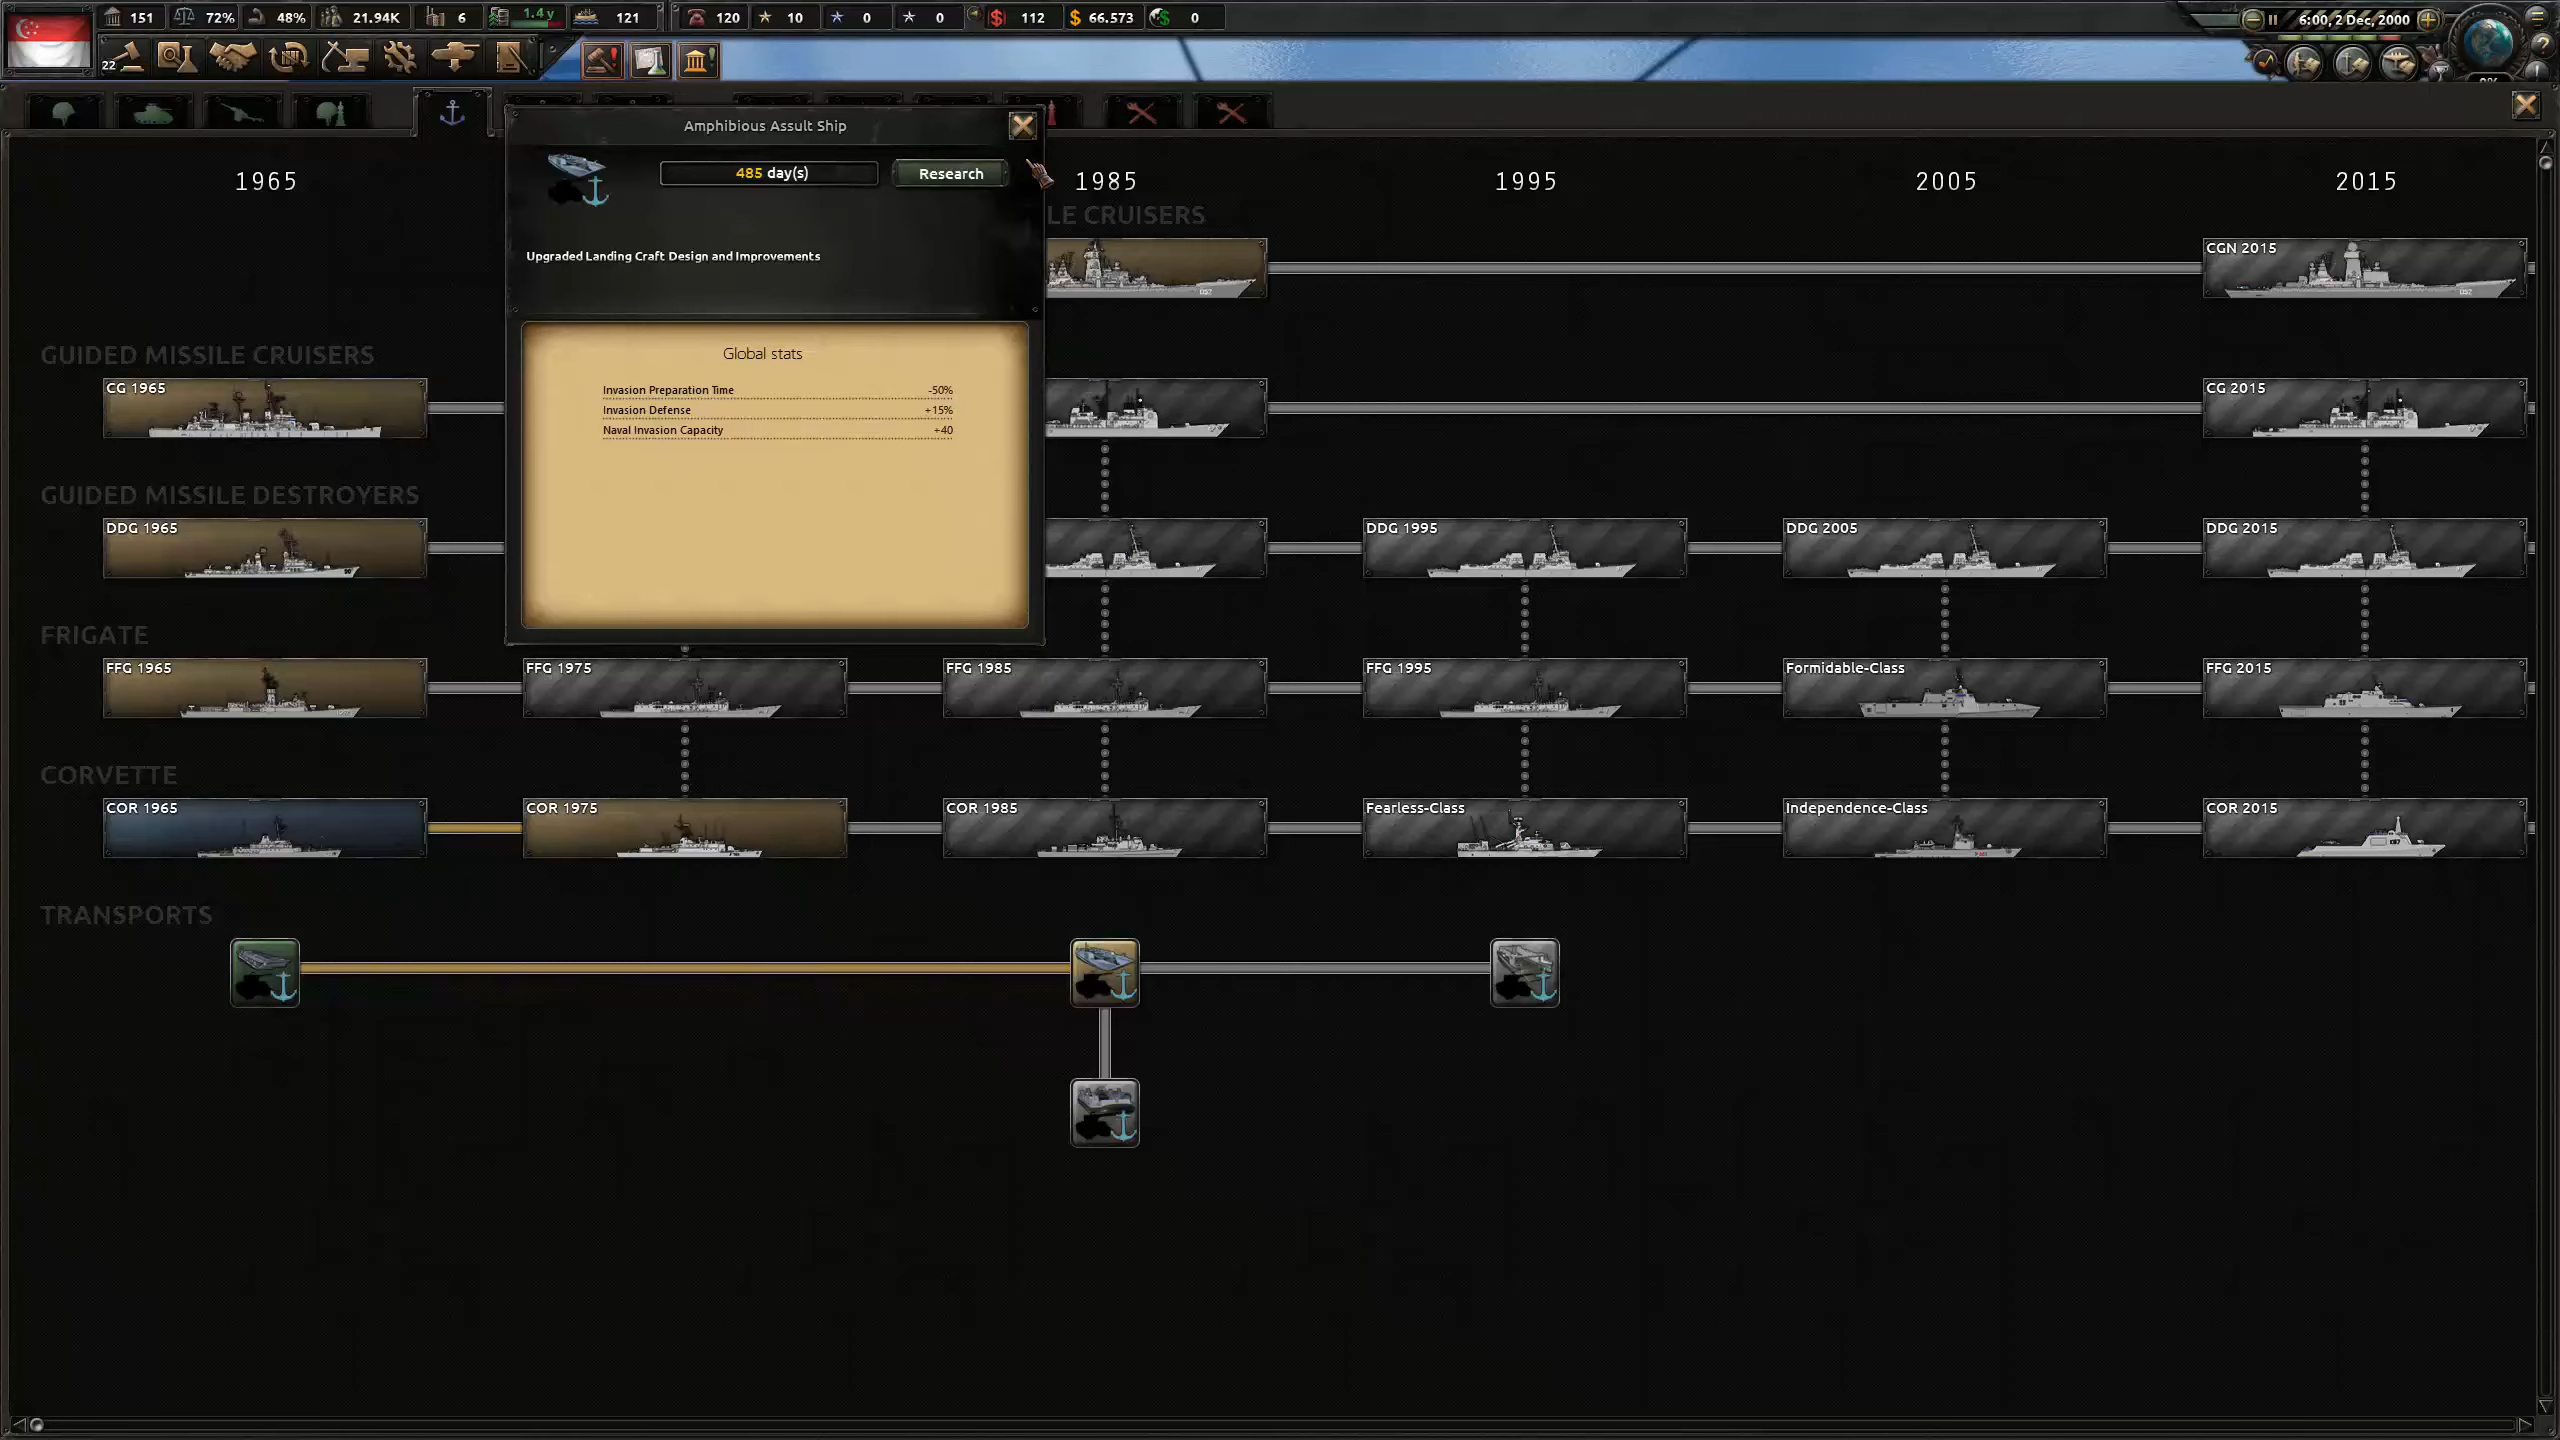 151 72% 48% 21.94K 6 1.4 y 121 120 10 0 0 112 66.573 0 6:00, 2 Dec, 2000
22
Amphibious Assult Ship
485 day(s) Research
Upgraded Landing Craft Design and Improvements
Global stats
Invasion Preparation Time -50%
Invasion Defense +15%
Naval Invasion Capacity +40
1965 1985 1995 2005 2015
LE CRUISERS
CGN 2015
GUIDED MISSILE CRUISERS
CG 1965 CG 2015
GUIDED MISSILE DESTROYERS
DDG 1965 DDG 1995 DDG 2005 DDG 2015
FRIGATE
FFG 1965 FFG 1975 FFG 1985 FFG 1995 Formidable-Class FFG 2015
CORVETTE
COR 1965 COR 1975 COR 1985 Fearless-Class Independence-Class COR 2015
TRANSPORTS